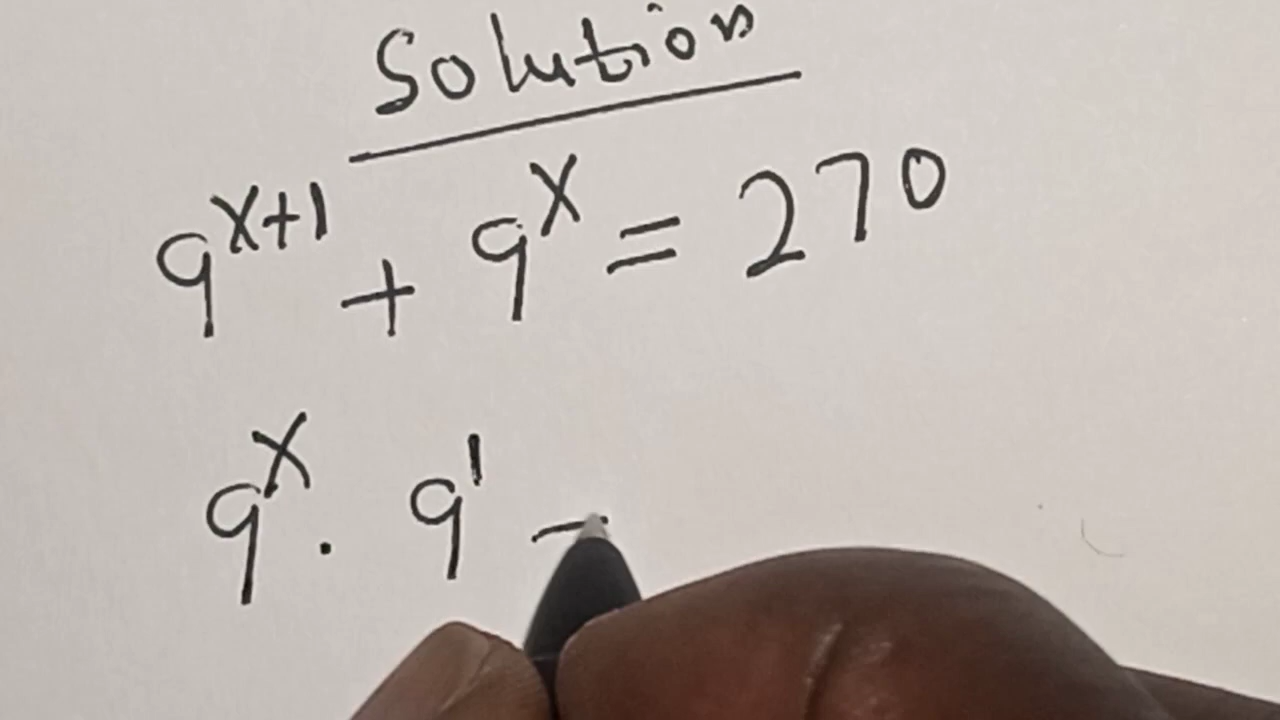 Solution
9^{x+1} + 9^x = 270
9^x . 9^1 -